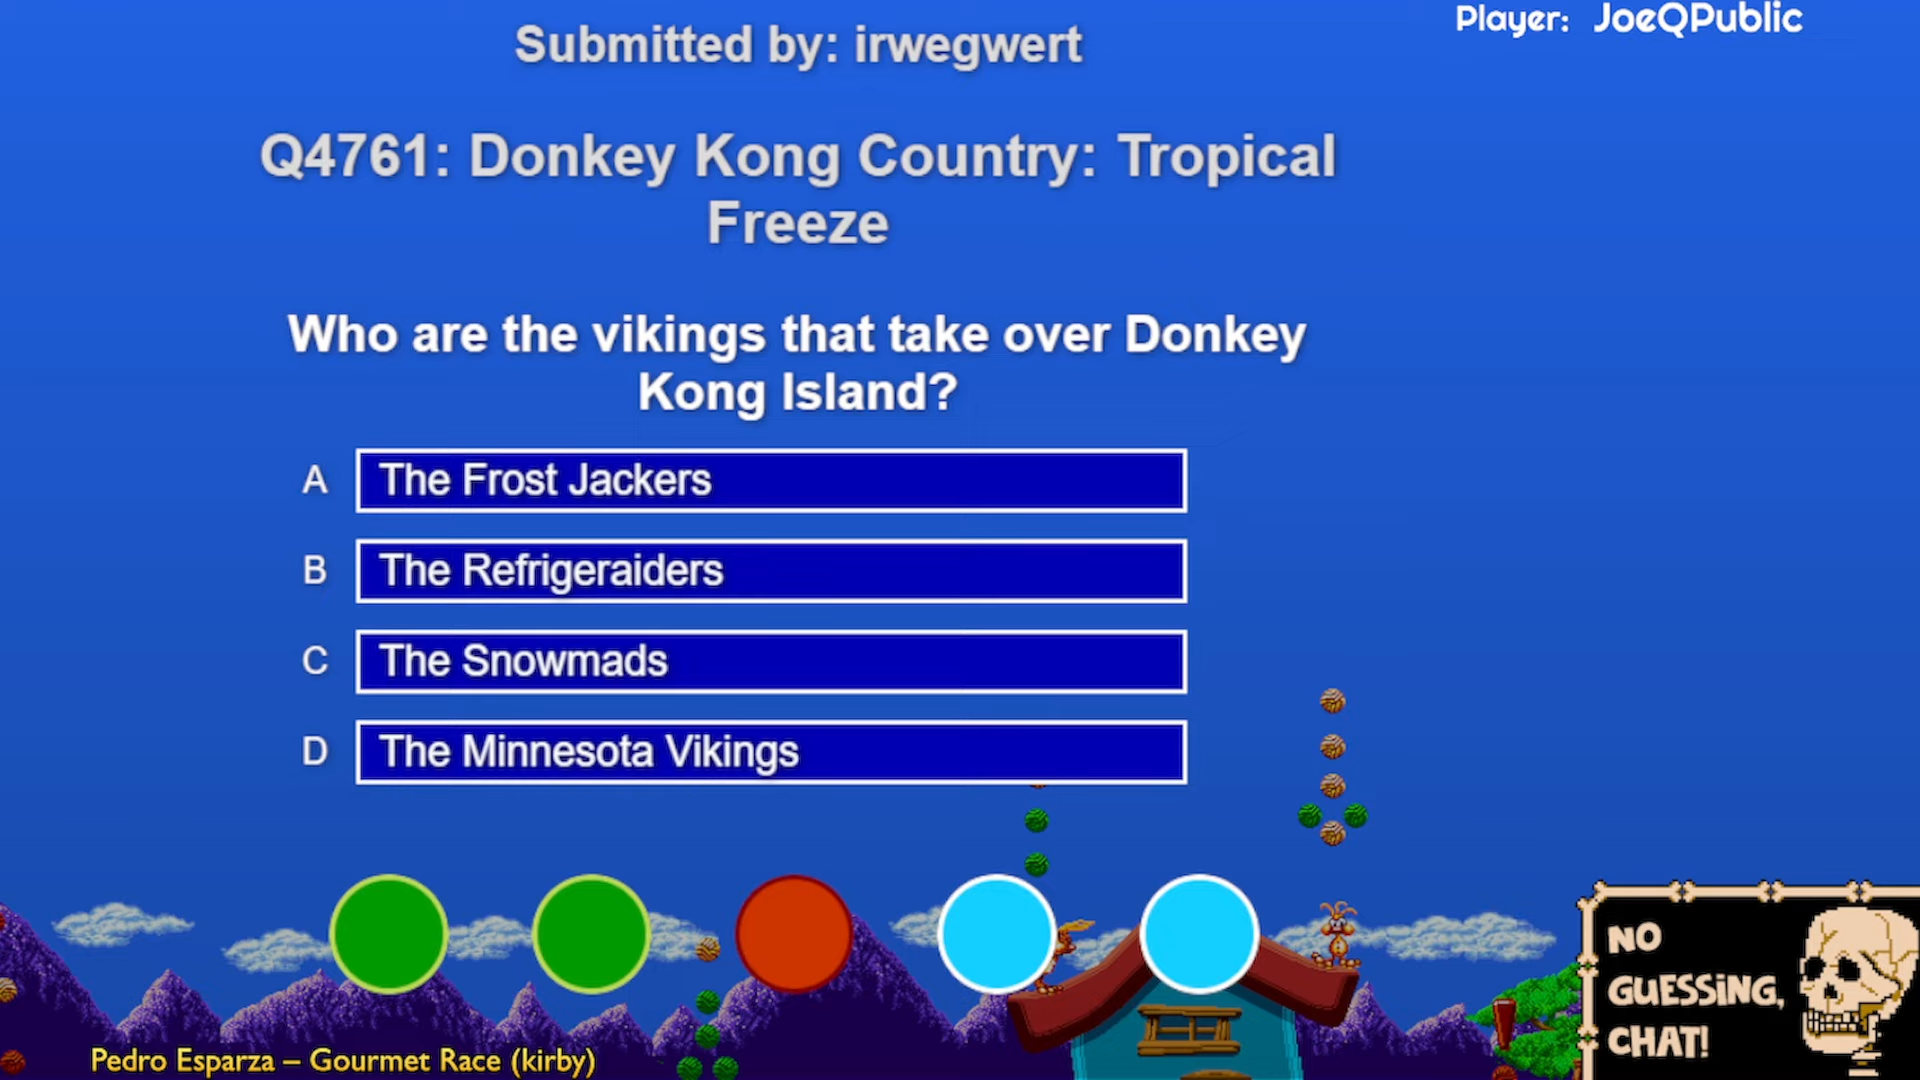 Player: JoeQPublic
Submitted by: irwegwert
Q4761: Donkey Kong Country: Tropical
Freeze
Who are the vikings that take over Donkey
Kong Island?
A The Frost Jackers
B The Refrigeraiders
C The Snowmads
D The Minnesota Vikings
NO
GUESSING,
CHAT!
Pedro Esparza – Gourmet Race (kirby)